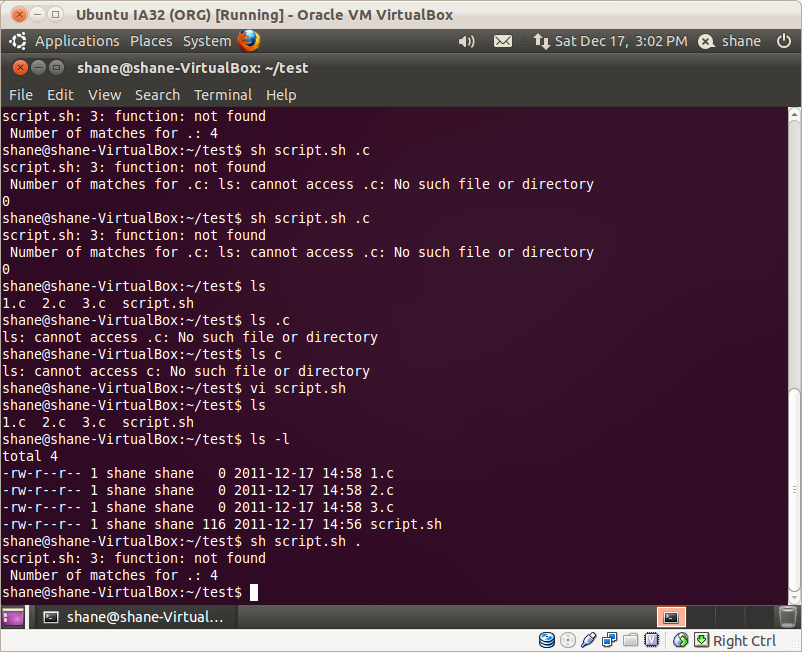 Ubuntu IA32 (ORG) [Running] - Oracle VM VirtualBox
Applications Places System Sat Dec 17, 3:02 PM shane
shane@shane-VirtualBox: ~/test
File Edit View Search Terminal Help
script.sh: 3: function: not found
 Number of matches for .: 4
shane@shane-VirtualBox:~/test$ sh script.sh .c
script.sh: 3: function: not found
 Number of matches for .c: ls: cannot access .c: No such file or directory
0
shane@shane-VirtualBox:~/test$ sh script.sh .c
script.sh: 3: function: not found
 Number of matches for .c: ls: cannot access .c: No such file or directory
0
shane@shane-VirtualBox:~/test$ ls
1.c  2.c  3.c  script.sh
shane@shane-VirtualBox:~/test$ ls .c
ls: cannot access .c: No such file or directory
shane@shane-VirtualBox:~/test$ ls c
ls: cannot access c: No such file or directory
shane@shane-VirtualBox:~/test$ vi script.sh
shane@shane-VirtualBox:~/test$ ls
1.c  2.c  3.c  script.sh
shane@shane-VirtualBox:~/test$ ls -l
total 4
-rw-r--r-- 1 shane shane   0 2011-12-17 14:58 1.c
-rw-r--r-- 1 shane shane   0 2011-12-17 14:58 2.c
-rw-r--r-- 1 shane shane   0 2011-12-17 14:58 3.c
-rw-r--r-- 1 shane shane 116 2011-12-17 14:56 script.sh
shane@shane-VirtualBox:~/test$ sh script.sh .
script.sh: 3: function: not found
 Number of matches for .: 4
shane@shane-VirtualBox:~/test$
shane@shane-Virtual...
Right Ctrl